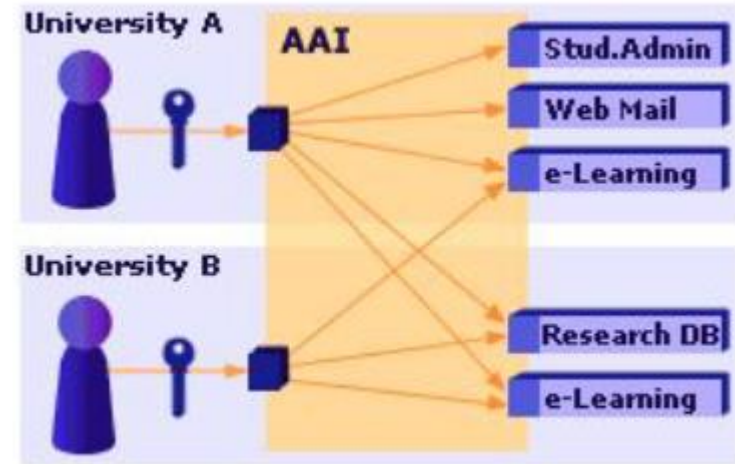 University A
AAI
Stud.Admin
Web Mail
e-Learning
University B
Research DB
e-Learning